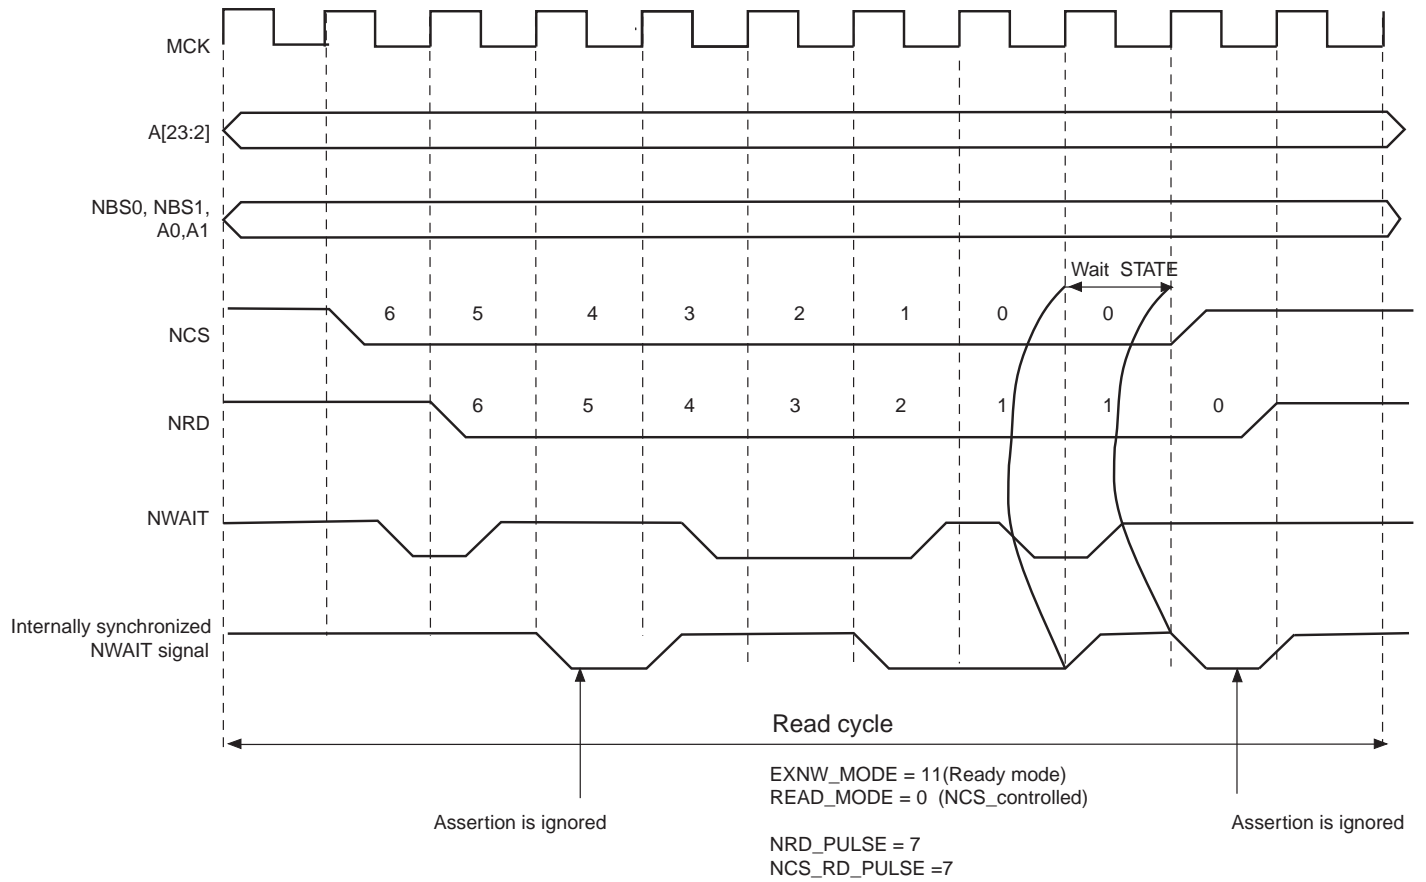 MCK
A[23:2]
NBS0, NBS1,
A0,A1
Wait STATE
NCS
6 5 4 3 2 1 0 0
NRD
6 5 4 3 2 1 1 0
NWAIT
Internally synchronized
NWAIT signal
Read cycle
EXNW_MODE = 11(Ready mode)
READ_MODE = 0 (NCS_controlled)
Assertion is ignored
Assertion is ignored
NRD_PULSE = 7
NCS_RD_PULSE =7